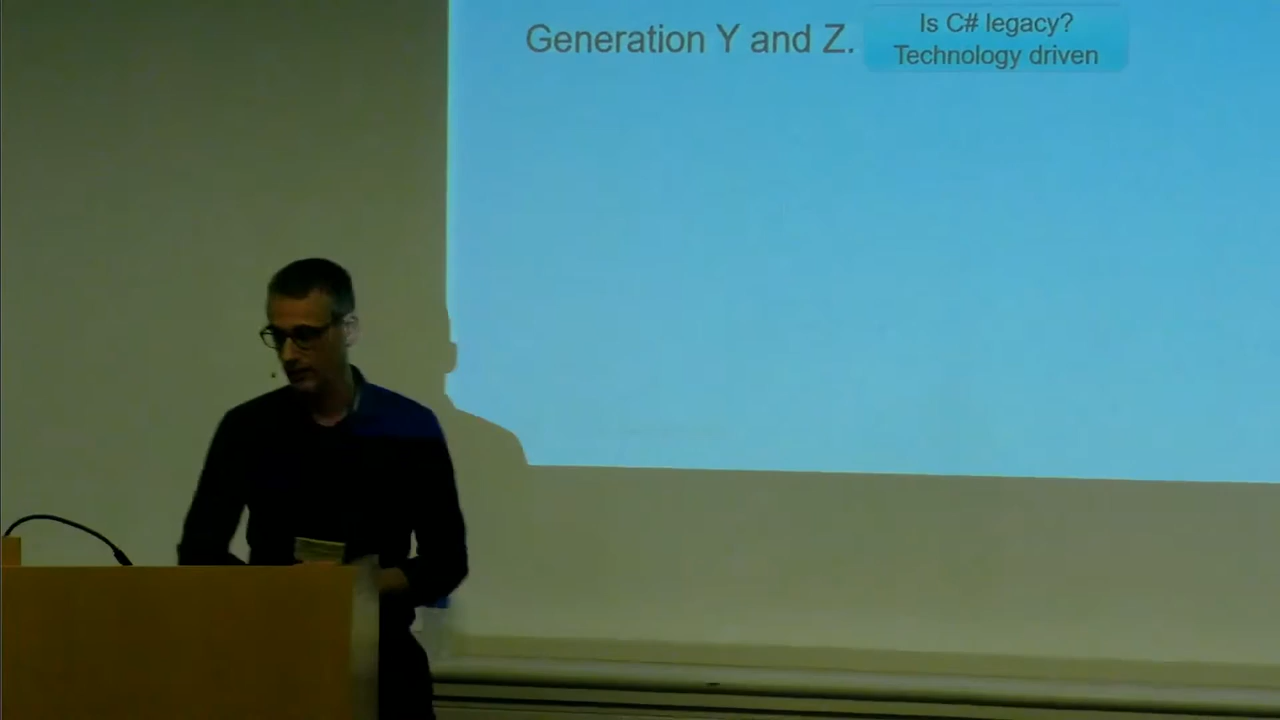 Generation Y and Z.
Is C# legacy?
Technology driven